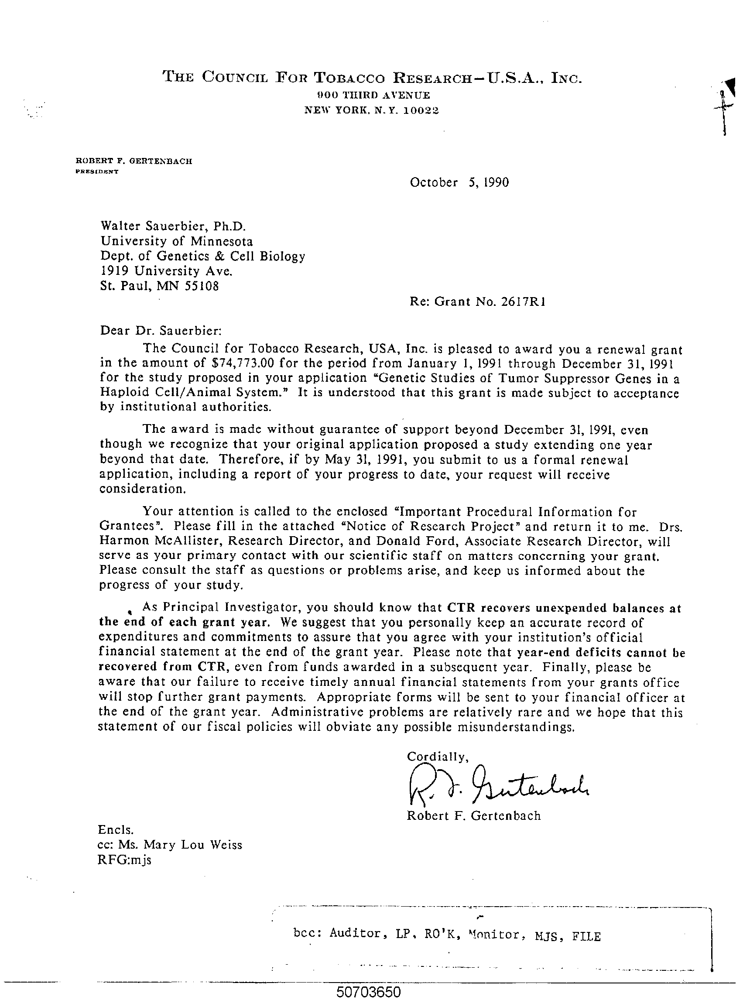 THE COUNCIL FOR TOBACCO RESEARCH—U.S.A., INC.
900 THIRD AVENUE
NEW YORK, N.Y. 10022
ROBERT F. GERTENBACH
PRESIDENT
October 5, 1990
Walter Sauerbier, Ph.D.
University of Minnesota
Dept. of Genetics & Cell Biology
1919 University Ave.
St. Paul, MN 55108
Re: Grant No. 2617R1
Dear Dr. Sauerbier:
The Council for Tobacco Research, USA, Inc. is pleased to award you a renewal grant
in the amount of $74,773.00 for the period from January 1, 1991 through December 31, 1991
for the study proposed in your application "Genetic Studies of Tumor Suppressor Genes in a
Haploid Cell/Animal System." It is understood that this grant is made subject to acceptance
by institutional authorities.
The award is made without guarantee of support beyond December 31, 1991, even
though we recognize that your original application proposed a study extending one year
beyond that date. Therefore, if by May 31, 1991, you submit to us a formal renewal
application, including a report of your progress to date, your request will receive
consideration.
Your attention is called to the enclosed "Important Procedural Information for
Grantees". Please fill in the attached "Notice of Research Project" and return it to me. Drs.
Harmon McAllister, Research Director, and Donald Ford, Associate Research Director, will
serve as your primary contact with our scientific staff on matters concerning your grant.
Please consult the staff as questions or problems arise, and keep us informed about the
progress of your study.
As Principal Investigator, you should know that CTR recovers unexpended balances at
the end of each grant year. We suggest that you personally keep an accurate record of
expenditures and commitments to assure that you agree with your institution's official
financial statement at the end of the grant year. Please note that year-end deficits cannot be
recovered from CTR, even from funds awarded in a subsequent year. Finally, please be
aware that our failure to receive timely annual financial statements from your grants office
will stop further grant payments. Appropriate forms will be sent to your financial officer at
the end of the grant year. Administrative problems are relatively rare and we hope that this
statement of our fiscal policies will obviate any possible misunderstandings.
Cordially,
R. F. Gertenbach
Robert F. Gertenbach
Encls.
cc: Ms. Mary Lou Weiss
RFG:mjs
bcc: Auditor, LP, RO'K, Monitor, MJS, FILE
50703650